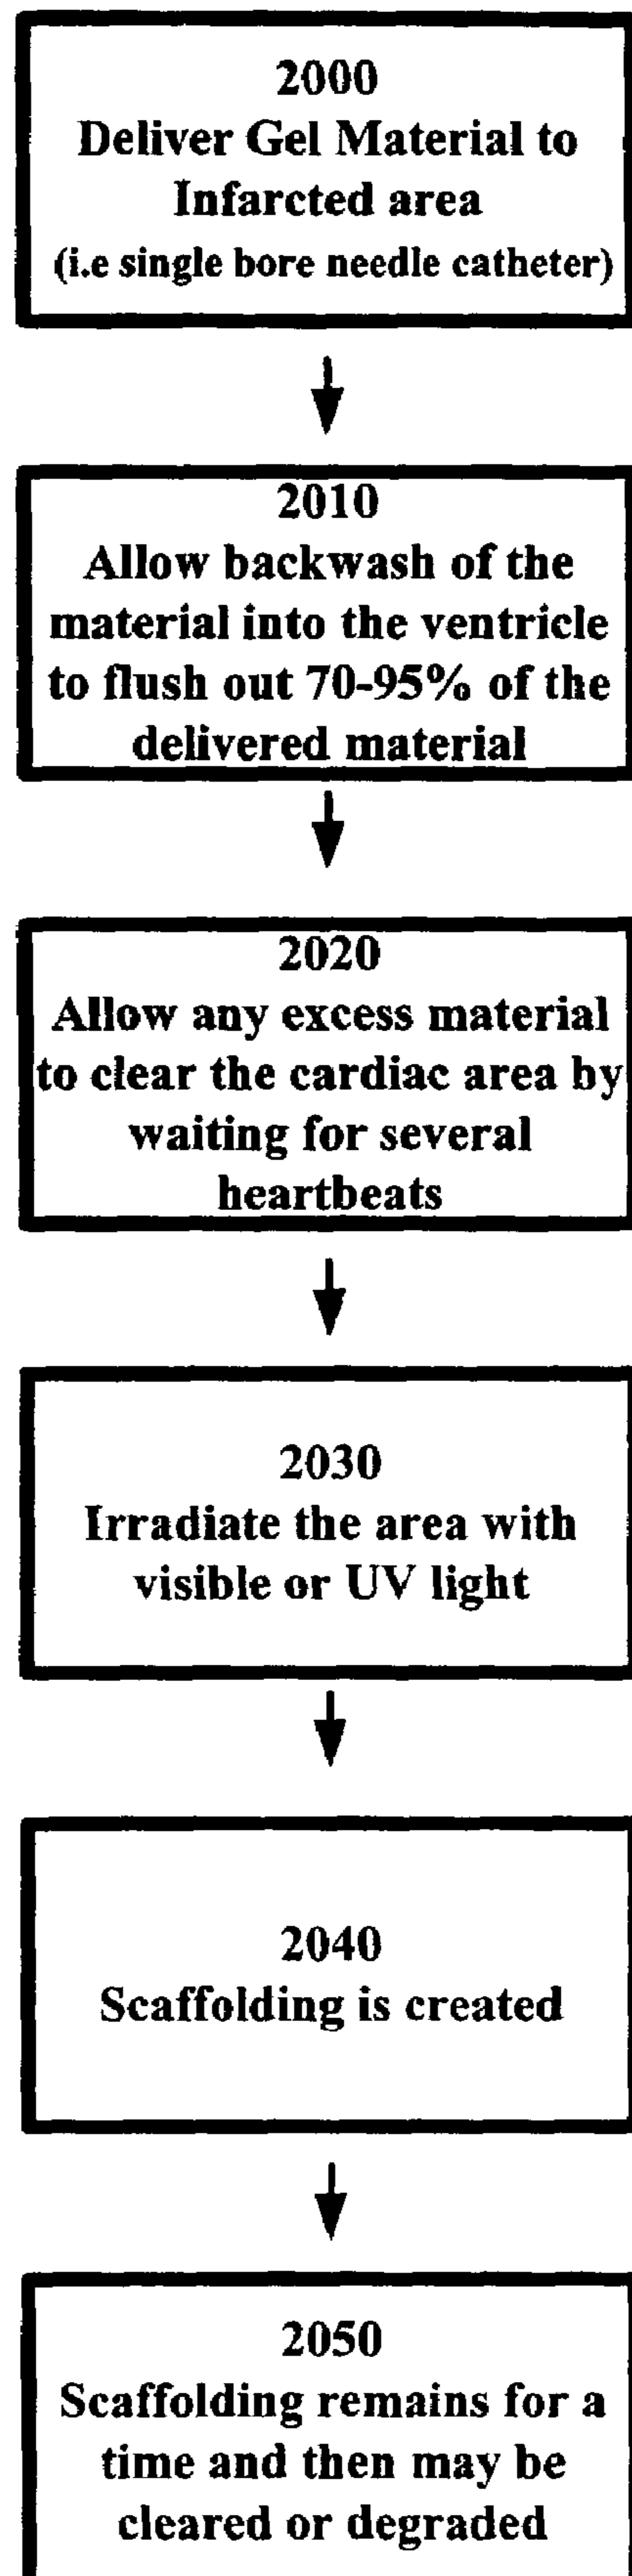 2000
Deliver Gel Material to
Infarcted area
(i.e single bore needle catheter)
2010
Allow backwash of the
material into the ventricle
to flush out 70-95% of the
delivered material
2020
Allow any excess material
to clear the cardiac area by
waiting for several
heartbeats
2030
Irradiate the area with
visible or UV light
2040
Scaffolding is created
2050
Scaffolding remains for a
time and then may be
cleared or degraded